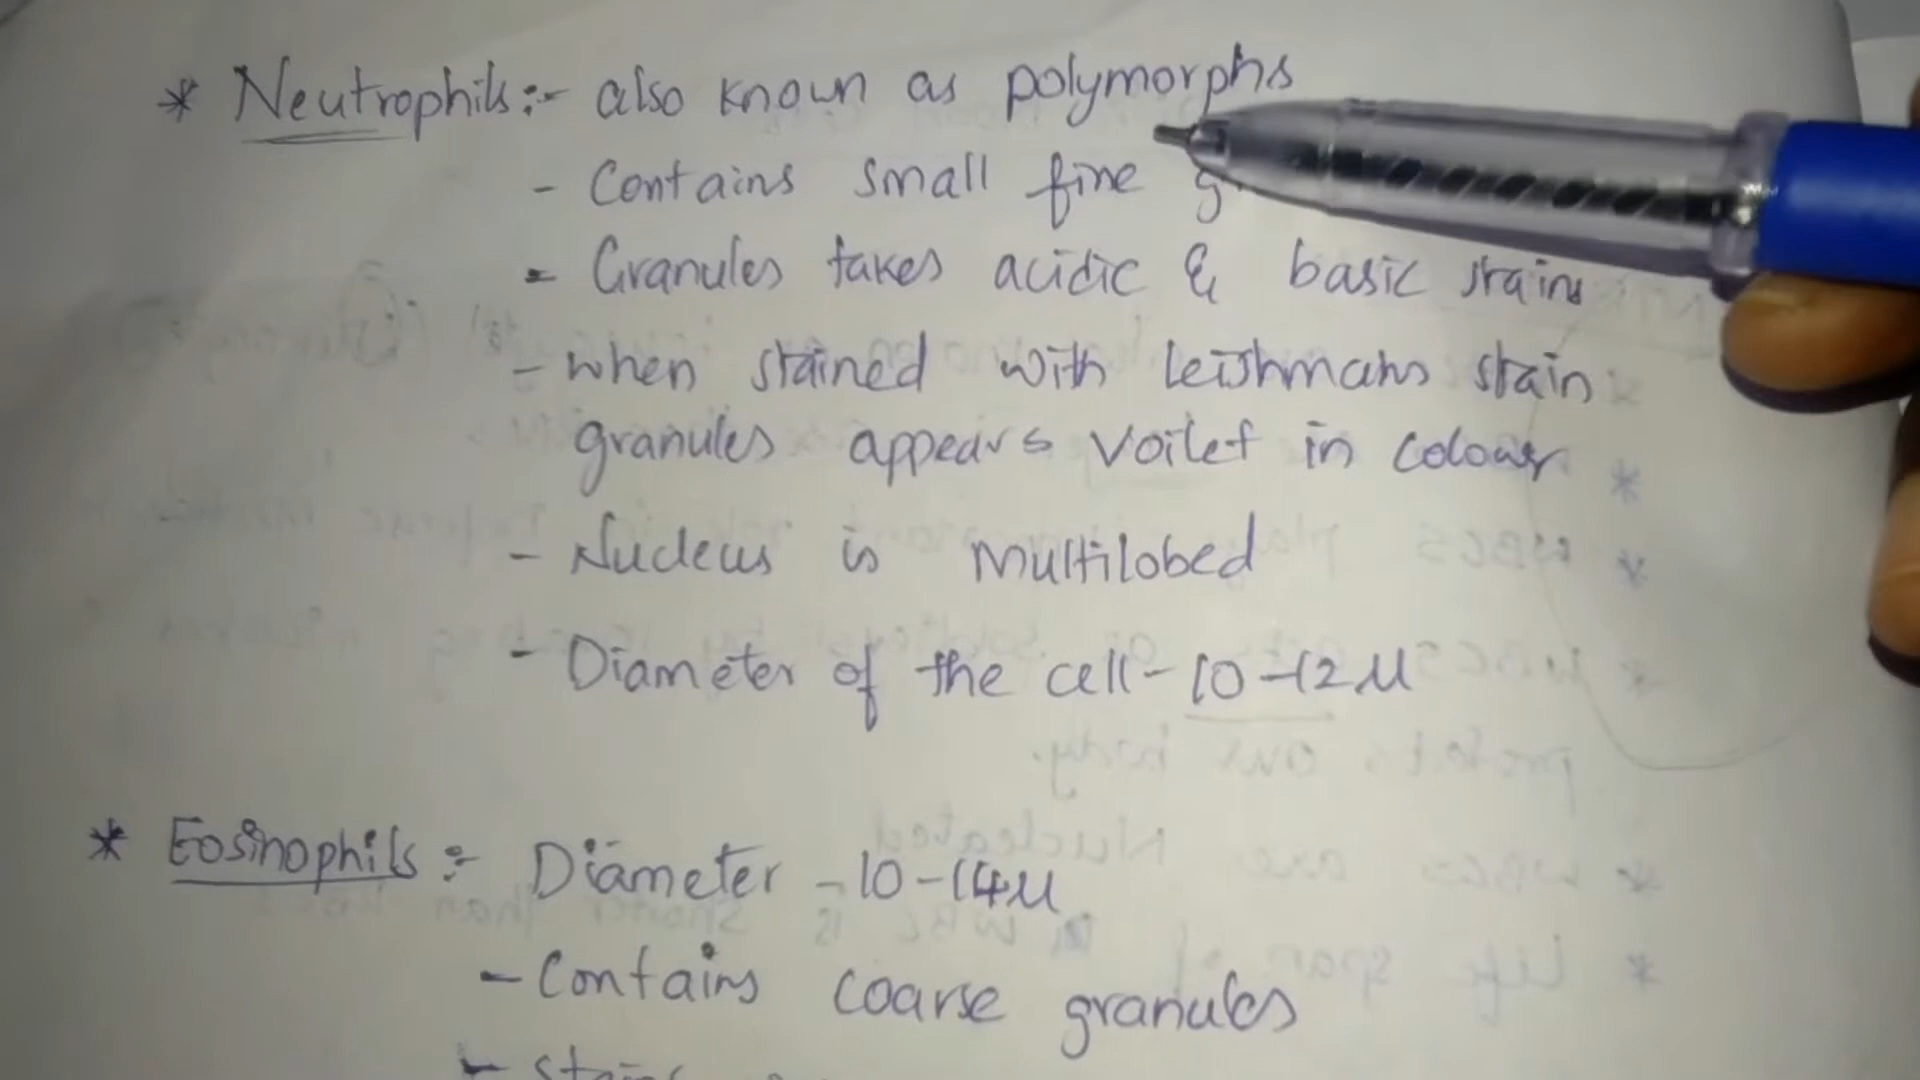 * Neutrophils:- also known as polymorphs
- Contains small fine
- Granules takes acidic & basic stains
- when stained with leishmans stain
granules appears voilet in colour
- Nucleus is multilobed
- Diameter of the cell - 10-12µ
* Eosinophils:- Diameter - 10-14µ
- Contains coarse granules